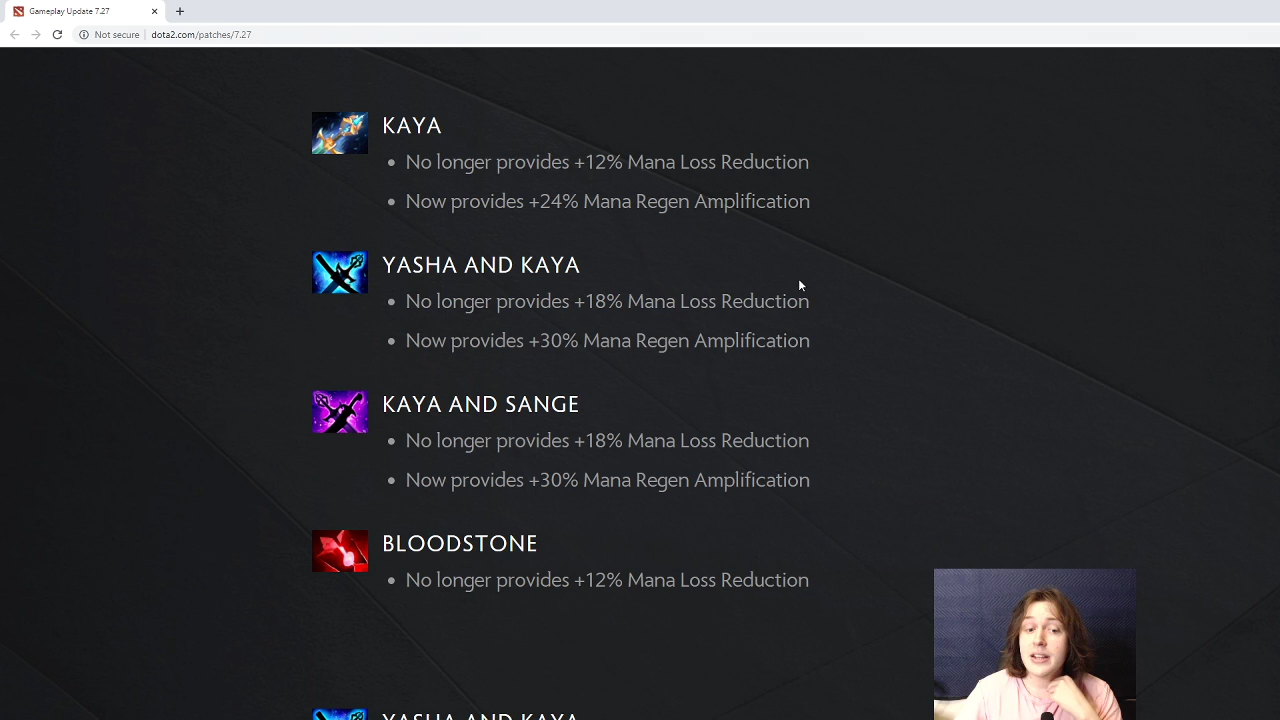 Gameplay Update 7.27
Not secure dota2.com/patches/7.27
KAYA
• No longer provides +12% Mana Loss Reduction
• Now provides +24% Mana Regen Amplification
YASHA AND KAYA
• No longer provides +18% Mana Loss Reduction
• Now provides +30% Mana Regen Amplification
KAYA AND SANGE
• No longer provides +18% Mana Loss Reduction
• Now provides +30% Mana Regen Amplification
BLOODSTONE
• No longer provides +12% Mana Loss Reduction
YASHA AND KAYA